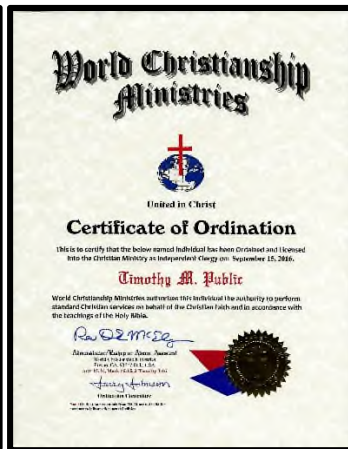 World Christianship
Ministries
United in Christ
Certificate of Ordination
This is to certify that the below named individual has been Ordained and Licensed
into the Christian Ministry as Independent Clergy on: September 15, 2016.
Timothy M. Public
World Christianship Ministries authorizes this individual the authority to perform
standard Christian services on behalf of the Christian Faith and in accordance with
the teachings of the Holy Bible.